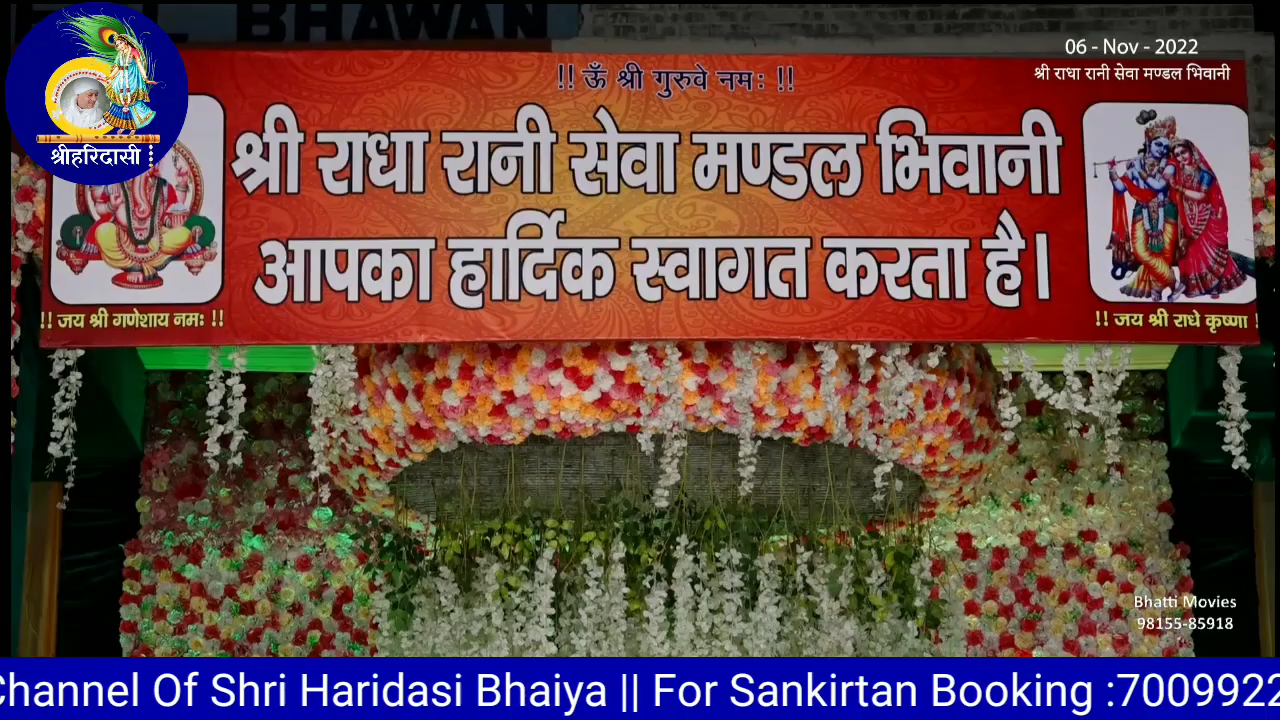 BHAWAN
06 - Nov - 2022
श्री राधा रानी सेवा मण्डल भिवानी
!! ॐ श्री गुरुवे नमः !!
श्री राधा रानी सेवा मण्डल भिवानी
आपका हार्दिक स्वागत करता है।
श्रीहरिदासी
!! जय श्री गणेशाय नमः !!
!! जय श्री राधे कृष्णा !
Bhatti Movies
98155-85918
Channel Of Shri Haridasi Bhaiya || For Sankirtan Booking :7009922